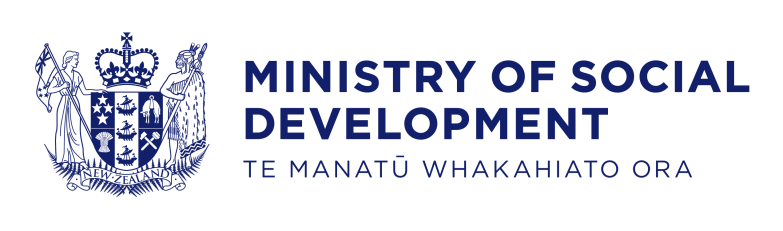 NEW ZEALAND
MINISTRY OF SOCIAL
DEVELOPMENT
TE MANATŪ WHAKAHIATO ORA